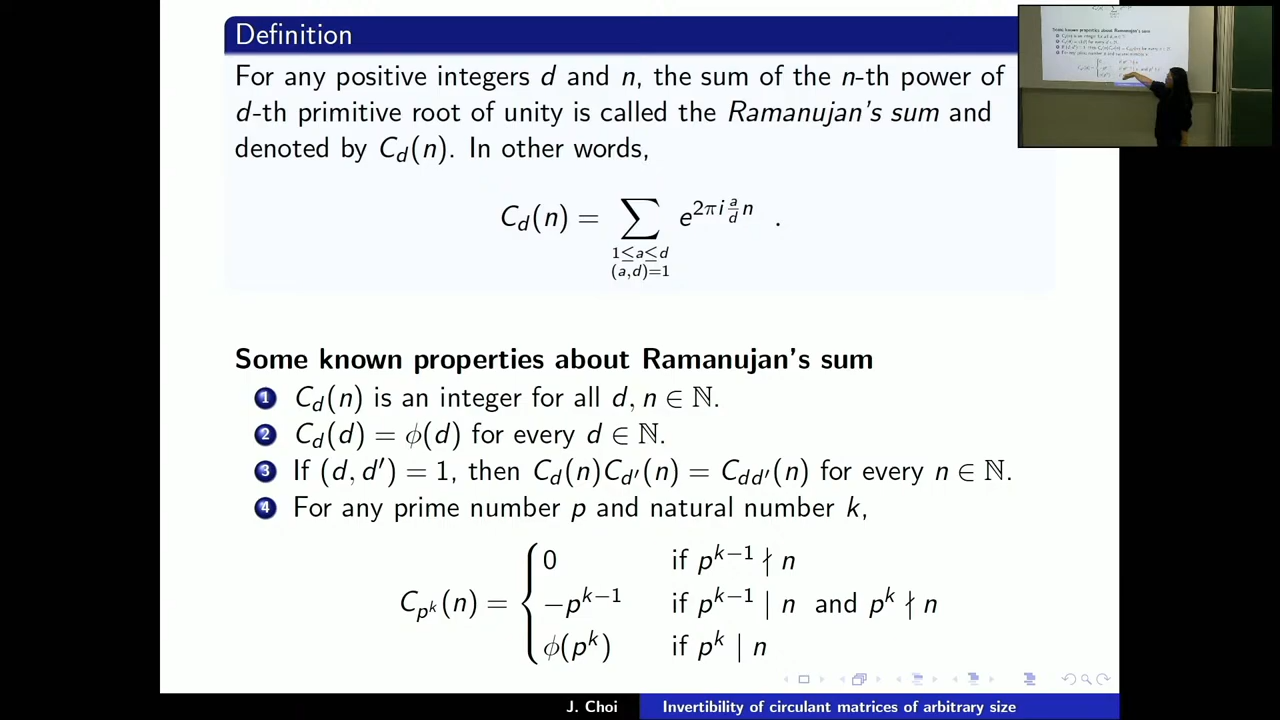 Definition
For any positive integers d and n, the sum of the n-th power of
d-th primitive root of unity is called the Ramanujan's sum and
denoted by C_d(n). In other words,
C_d(n) = ∑_{1≤a≤d (a,d)=1} e^{2πi\frac{a}{d}n} .
Some known properties about Ramanujan's sum
1 C_d(n) is an integer for all d, n ∈ ℕ.
2 C_d(d) = ϕ(d) for every d ∈ ℕ.
3 If (d, d′) = 1, then C_d(n)C_{d′}(n) = C_{dd′}(n) for every n ∈ ℕ.
4 For any prime number p and natural number k,
C_{p^k}(n) = { 0 if p^{k−1} ∤ n
−p^{k−1} if p^{k−1} | n and p^k ∤ n
ϕ(p^k) if p^k | n
J. Choi Invertibility of circulant matrices of arbitrary size